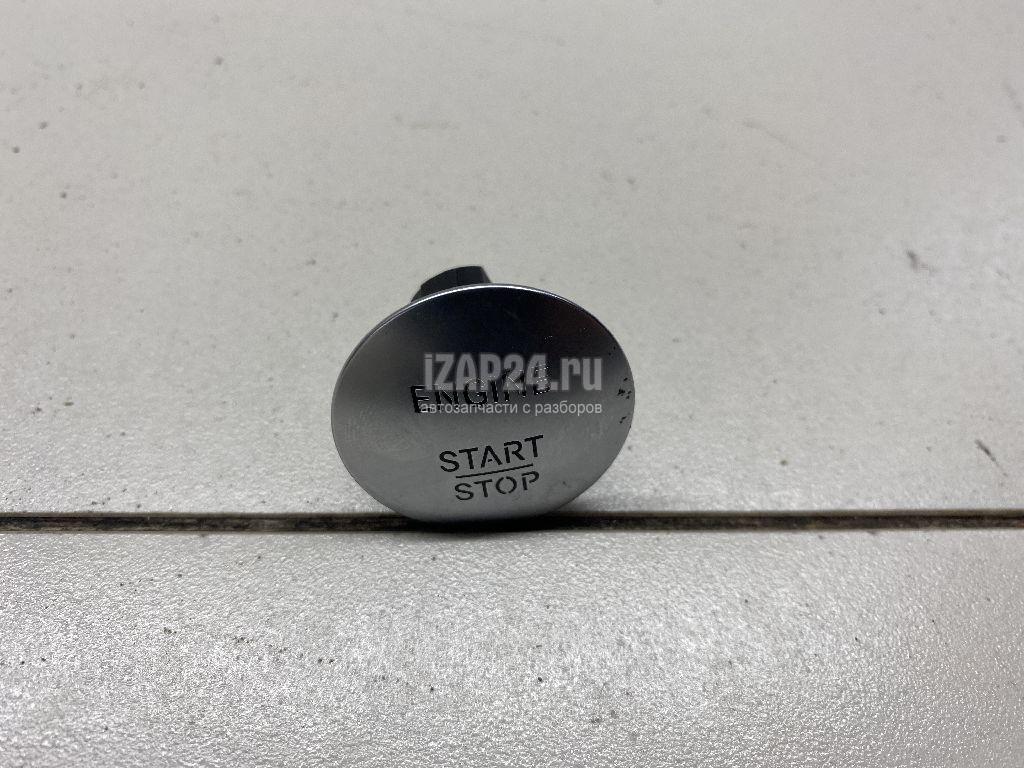 iZAP24.ru
ENGINE
автозапчасти с разборов
START
STOP